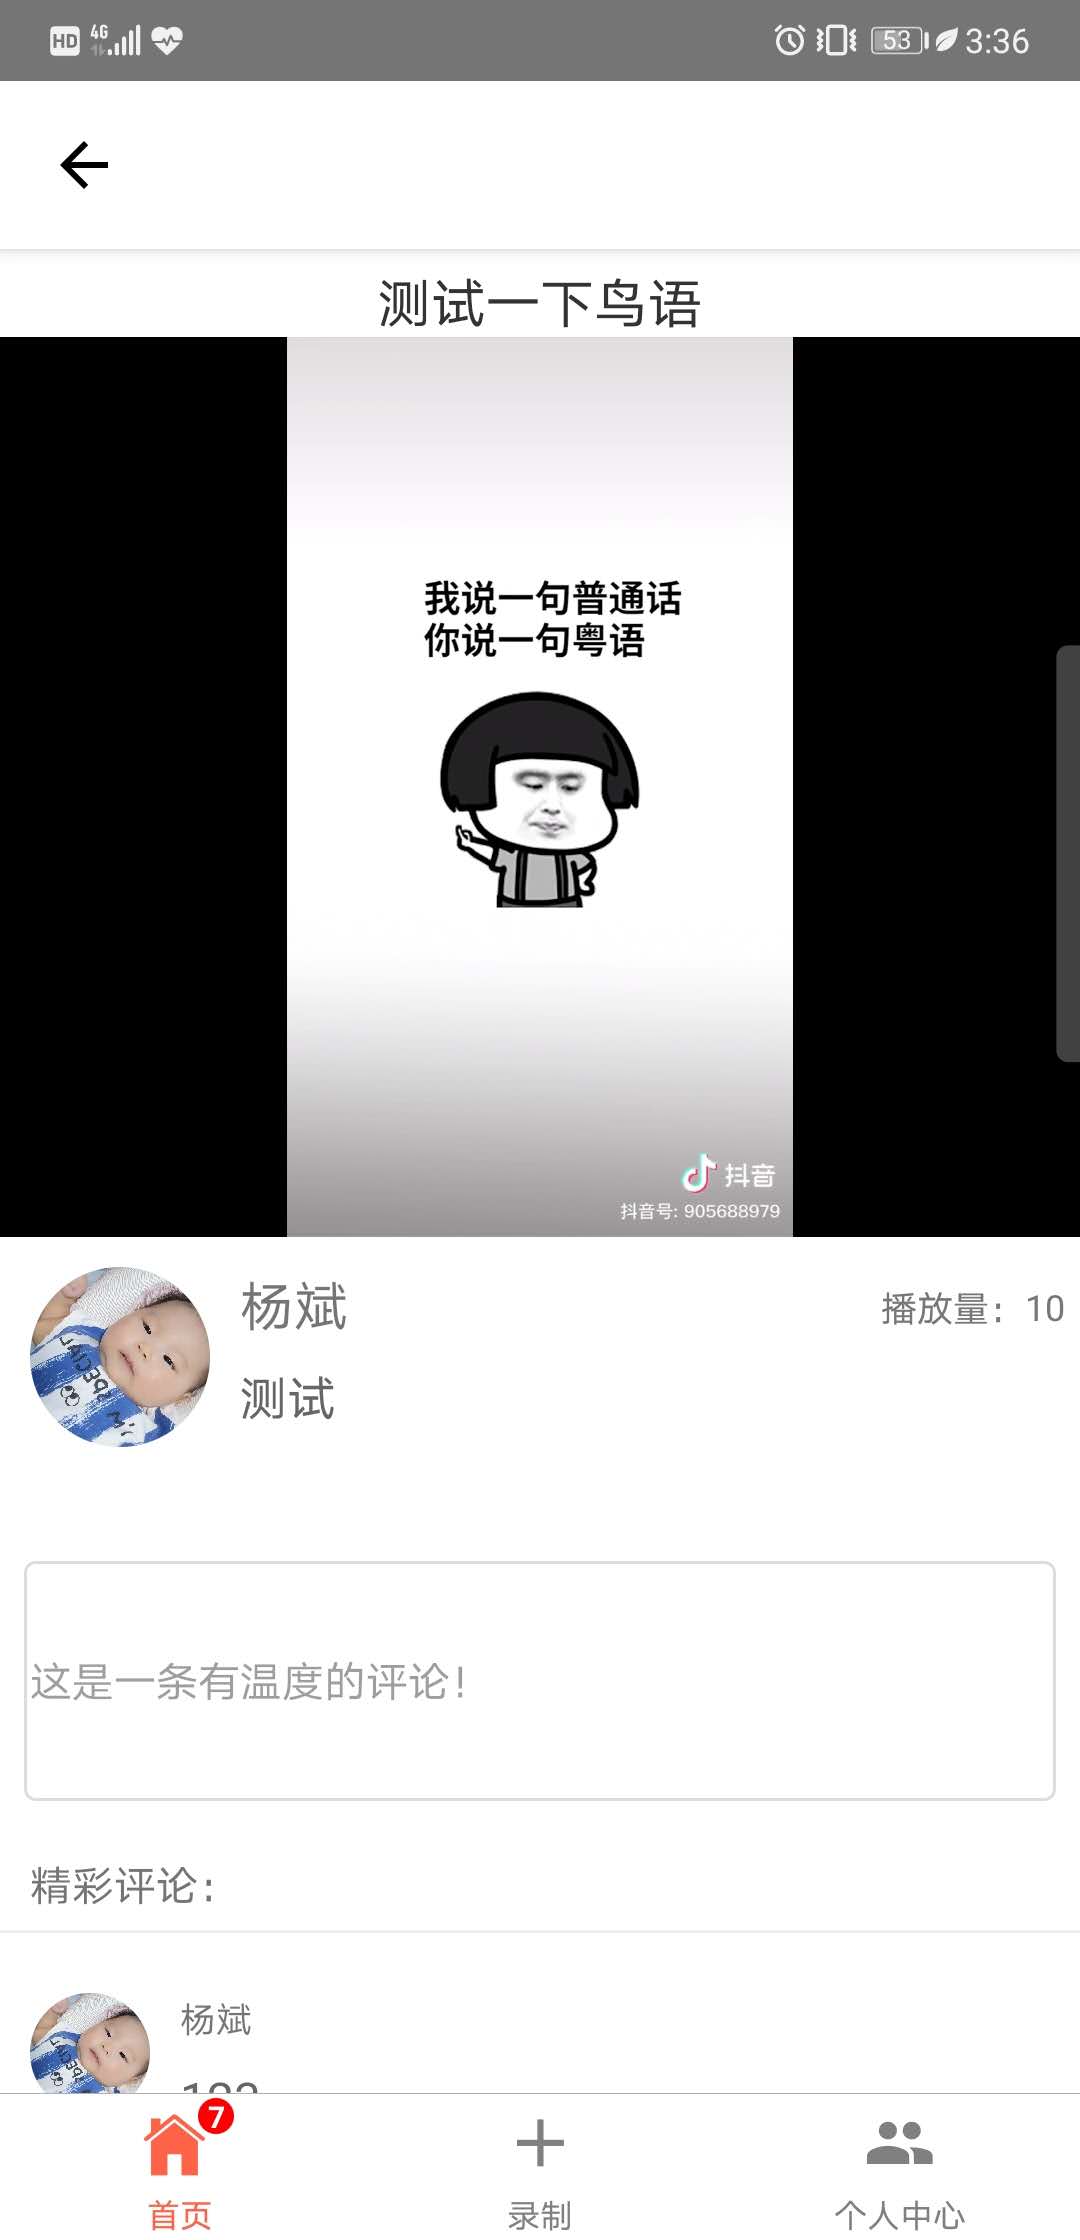 HD 4G 53 3:36
测试一下鸟语
我说一句普通话
你说一句粤语
抖音
抖音号: 905688979
杨斌
播放量：10
测试
这是一条有温度的评论！
精彩评论：
杨斌
7
首页
录制
个人中心